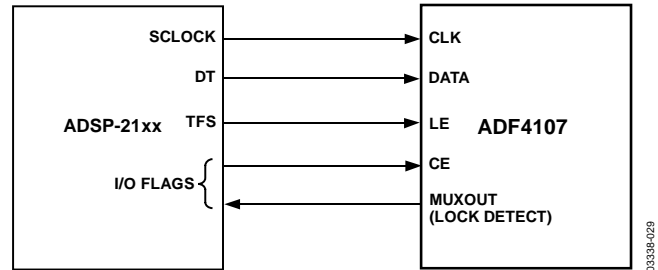 SCLOCK
DT
ADSP-21xx
TFS
I/O FLAGS
CLK
DATA
LE
ADF4107
CE
MUXOUT
(LOCK DETECT)
03338-029